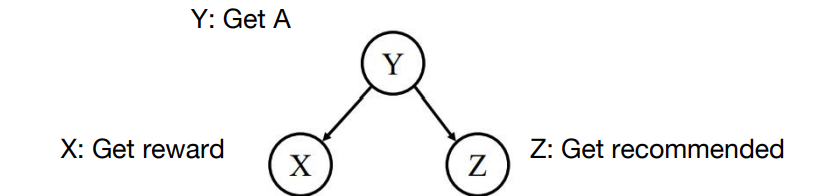 Y: Get A
Y
X: Get reward
X
Z
Z: Get recommended